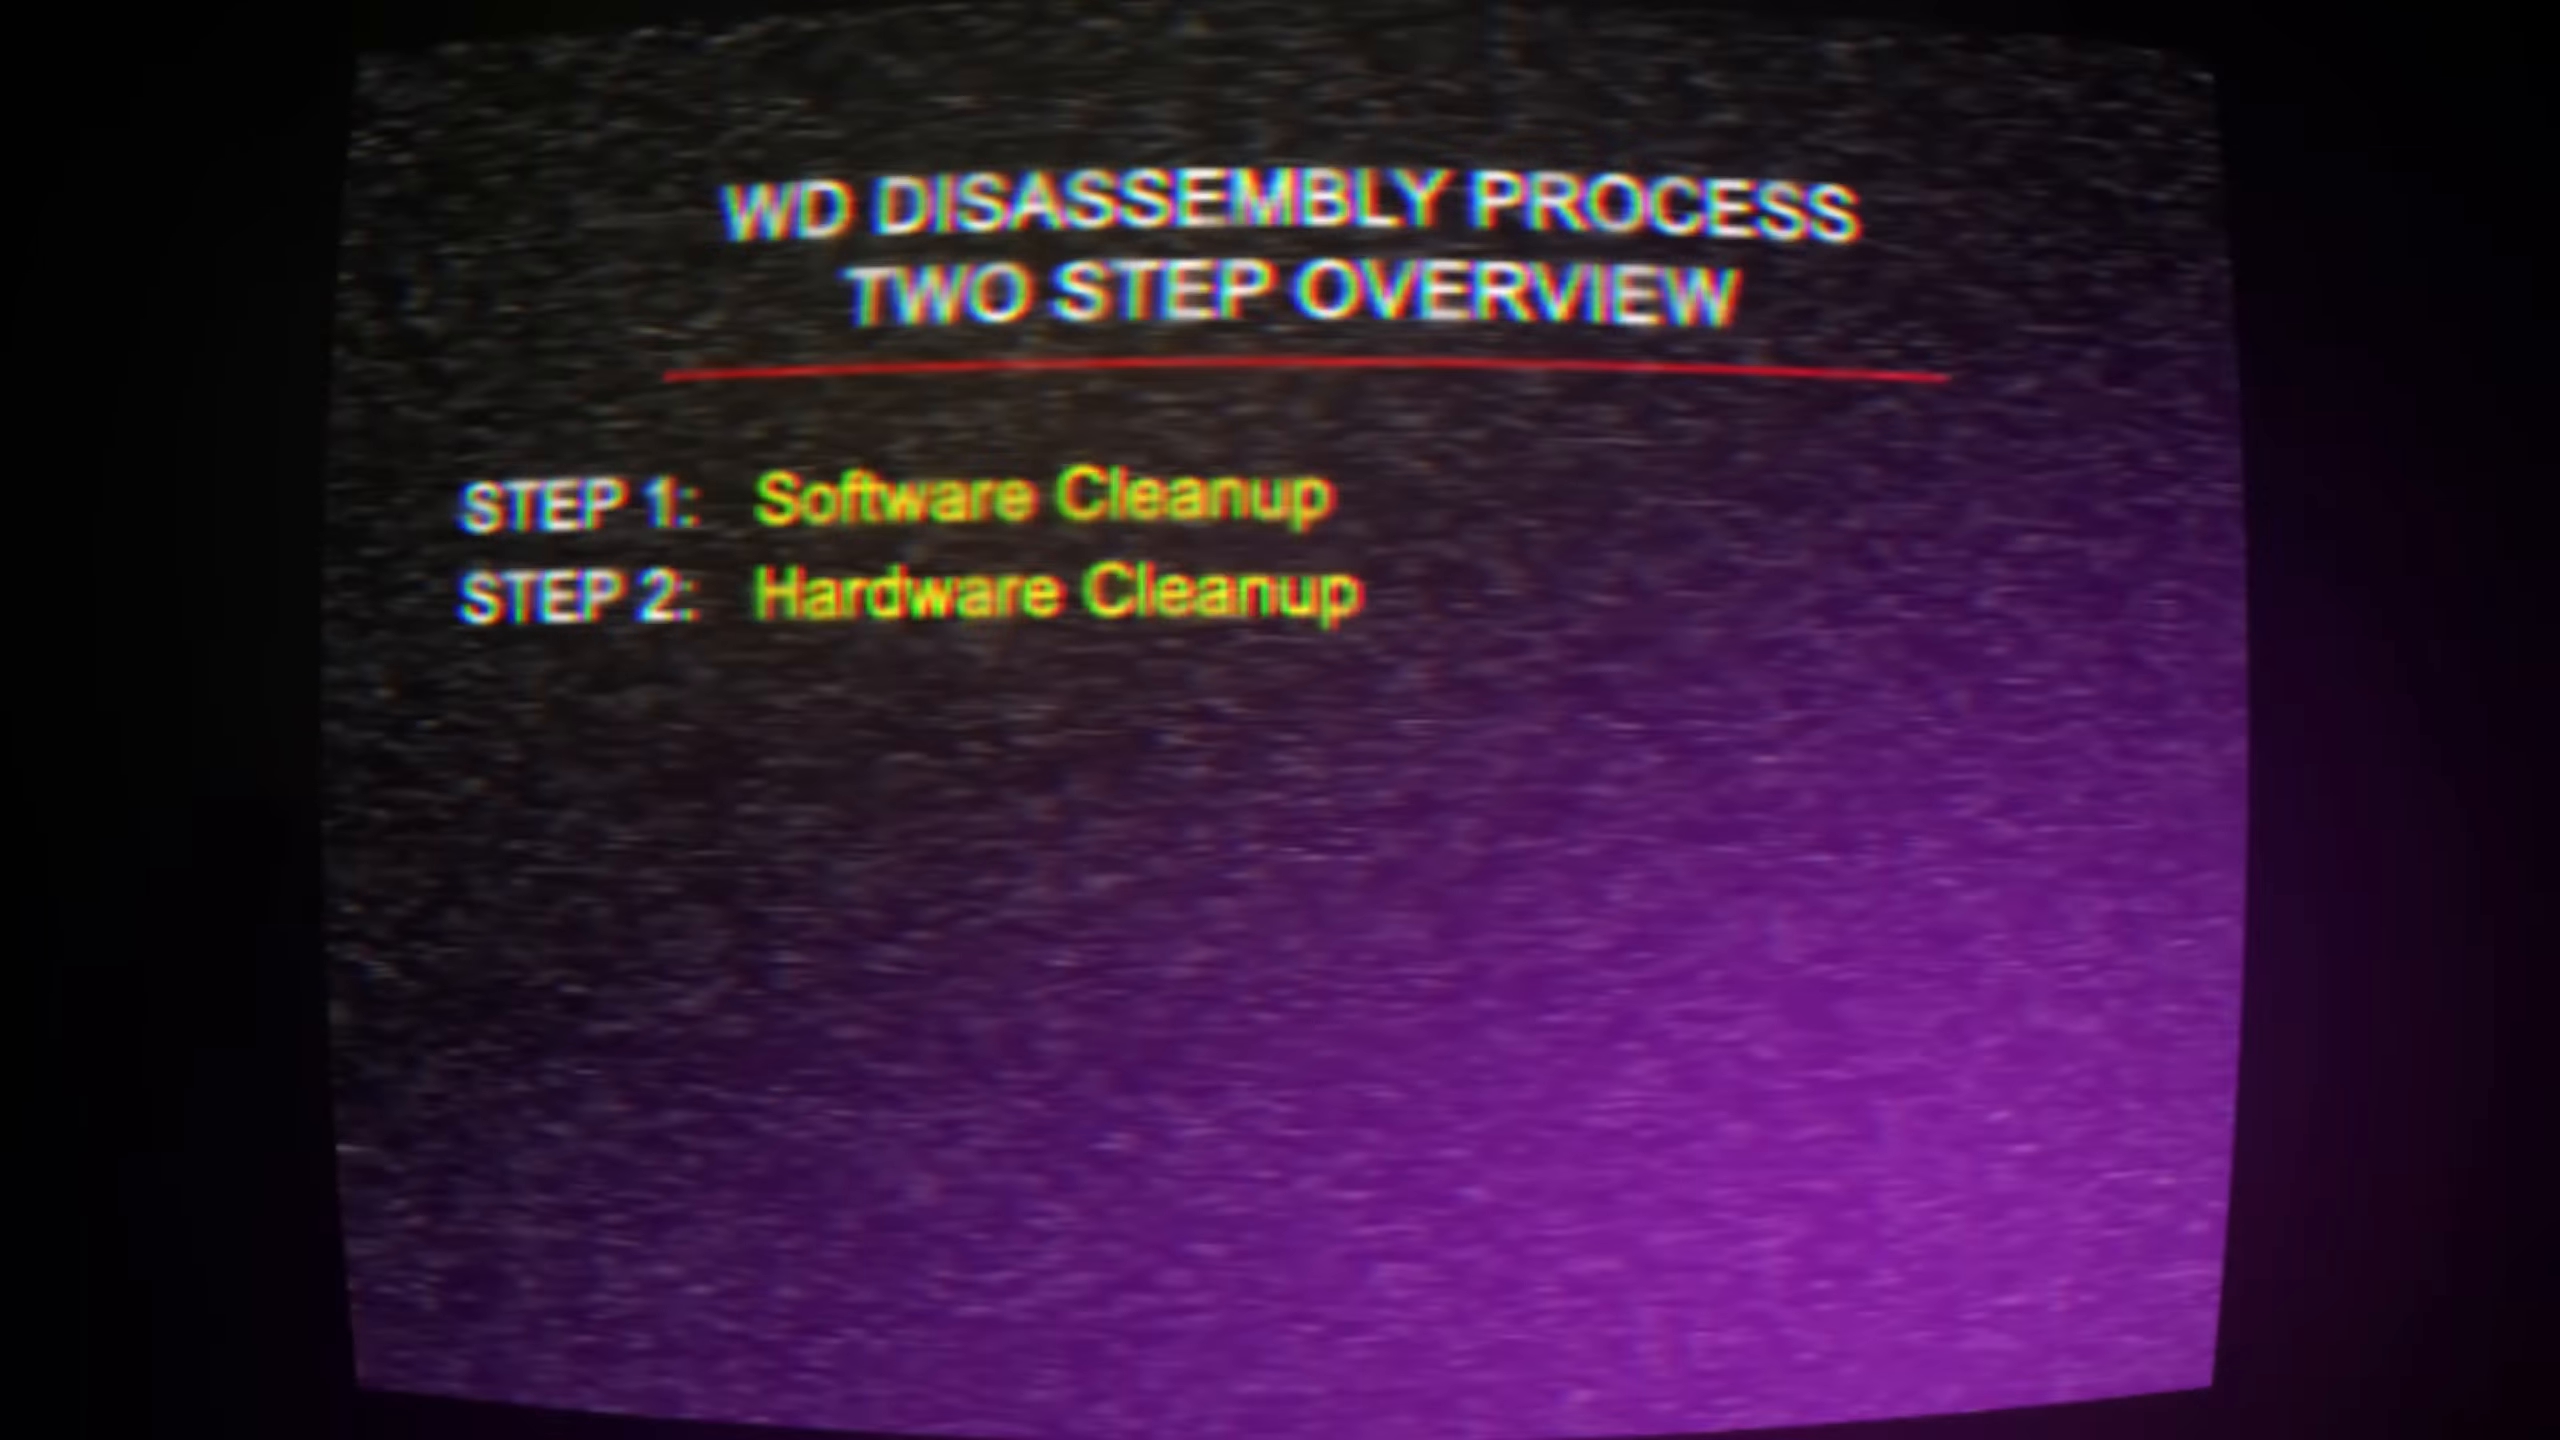 WD DISASSEMBLY PROCESS
TWO STEP OVERVIEW
STEP 1: Software Cleanup
STEP 2: Hardware Cleanup